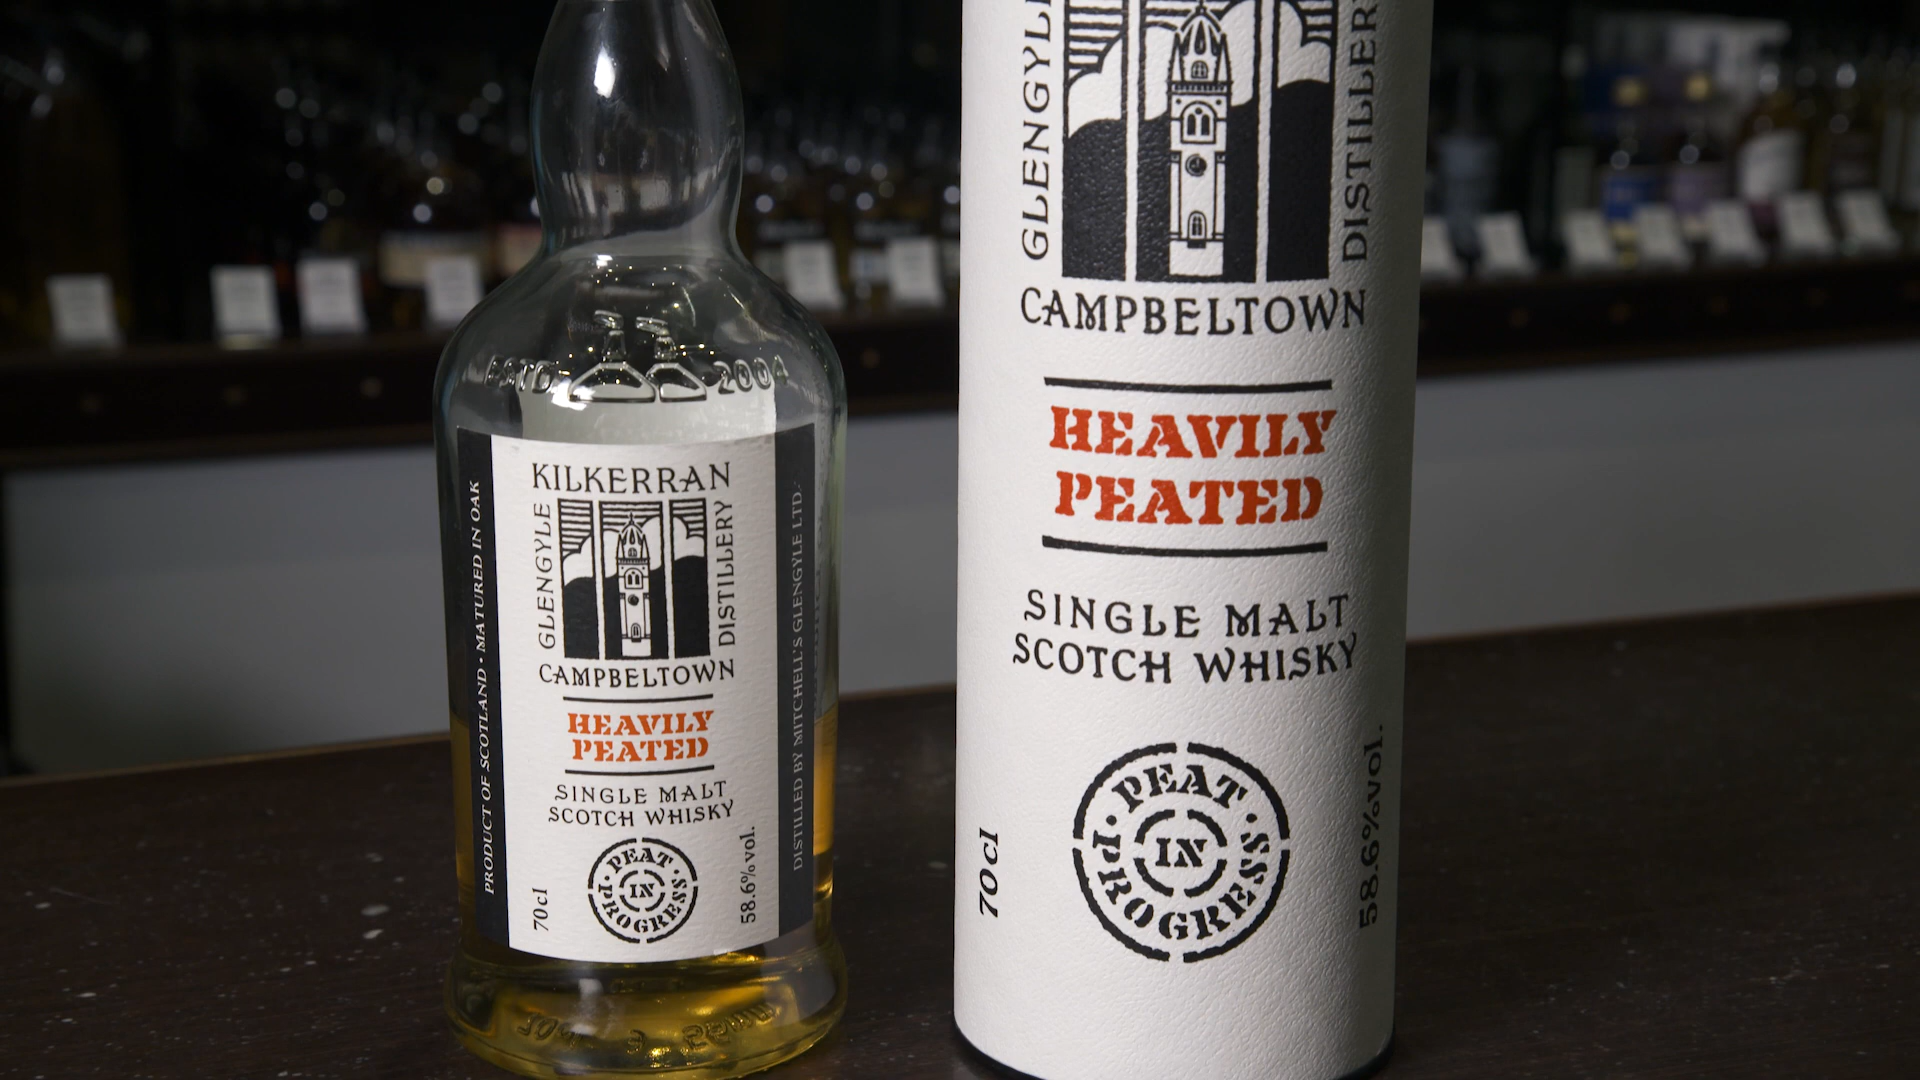 ESTD 2004
KILKERRAN
GLENGYLE
DISTILLERY
CAMPBELTOWN
HEAVILY
PEATED
SINGLE MALT
SCOTCH WHISKY
PEAT
IN
PROGRESS
70cl
58.6%vol.
PRODUCT OF SCOTLAND • MATURED IN OAK
DISTILLED BY MITCHELL'S GLENGYLE LTD.
GLENGYLE
DISTILLERY
CAMPBELTOWN
HEAVILY
PEATED
SINGLE MALT
SCOTCH WHISKY
PEAT
IN
PROGRESS
70cl
58.6%vol.